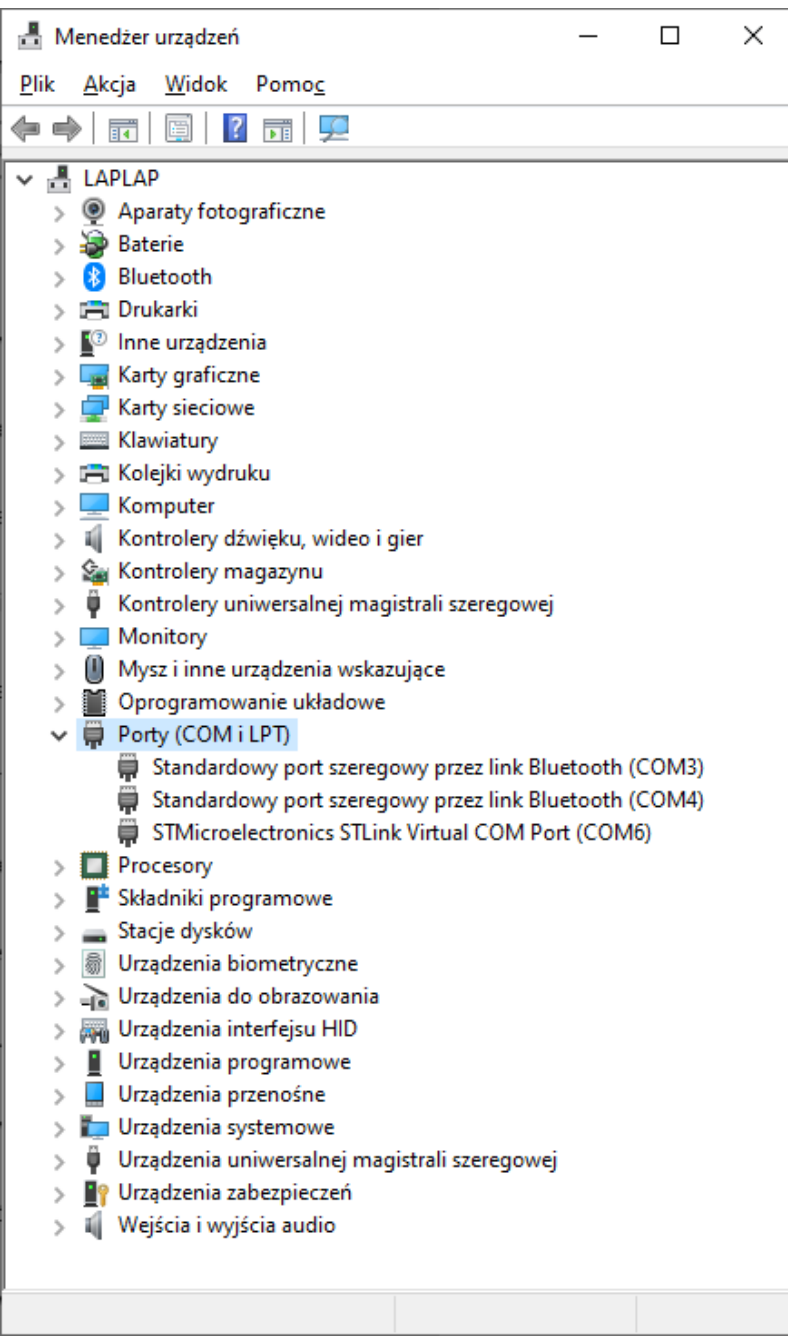 Menedżer urządzeń
Plik Akcja Widok Pomoc
LAPLAP
Aparaty fotograficzne
Baterie
Bluetooth
Drukarki
Inne urządzenia
Karty graficzne
Karty sieciowe
Klawiatury
Kolejki wydruku
Komputer
Kontrolery dźwięku, wideo i gier
Kontrolery magazynu
Kontrolery uniwersalnej magistrali szeregowej
Monitory
Mysz i inne urządzenia wskazujące
Oprogramowanie układowe
Porty (COM i LPT)
Standardowy port szeregowy przez link Bluetooth (COM3)
Standardowy port szeregowy przez link Bluetooth (COM4)
STMicroelectronics STLink Virtual COM Port (COM6)
Procesory
Składniki programowe
Stacje dysków
Urządzenia biometryczne
Urządzenia do obrazowania
Urządzenia interfejsu HID
Urządzenia programowe
Urządzenia przenośne
Urządzenia systemowe
Urządzenia uniwersalnej magistrali szeregowej
Urządzenia zabezpieczeń
Wejścia i wyjścia audio